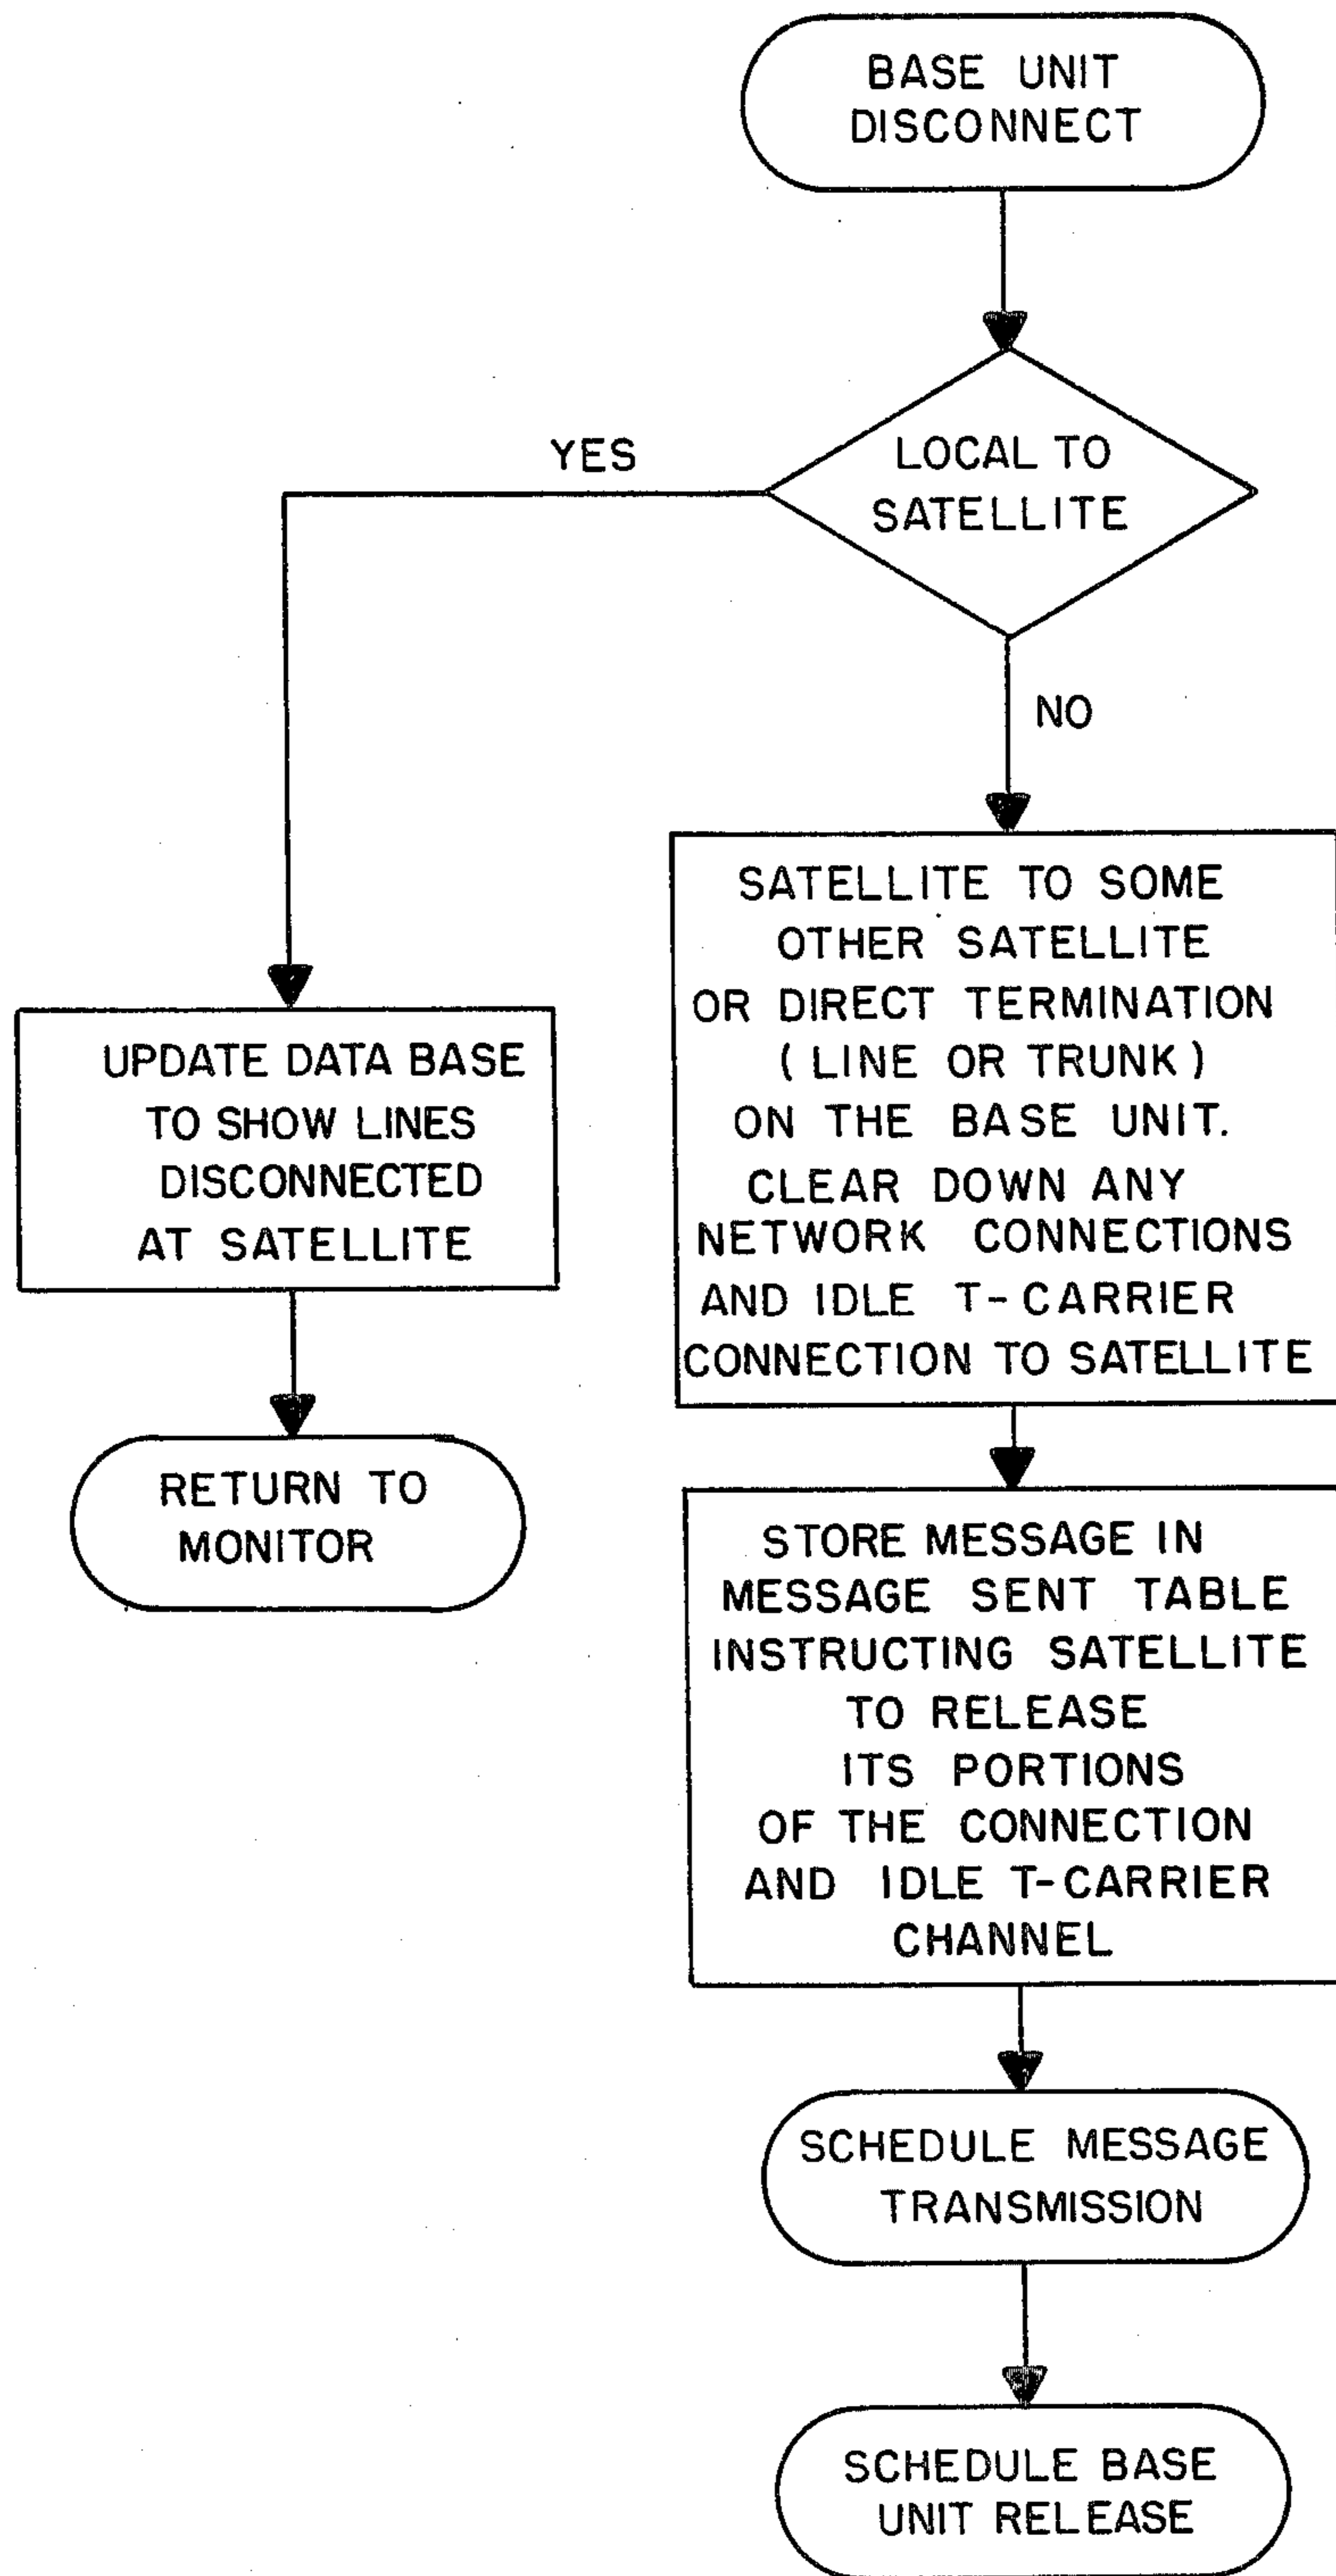 BASE UNIT
DISCONNECT
LOCAL TO
SATELLITE
YES
NO
UPDATE DATA BASE
TO SHOW LINES
DISCONNECTED
AT SATELLITE
RETURN TO
MONITOR
SATELLITE TO SOME
OTHER SATELLITE
OR DIRECT TERMINATION
( LINE OR TRUNK )
ON THE BASE UNIT.
CLEAR DOWN ANY
NETWORK CONNECTIONS
AND IDLE T-CARRIER
CONNECTION TO SATELLITE
STORE MESSAGE IN
MESSAGE SENT TABLE
INSTRUCTING SATELLITE
TO RELEASE
ITS PORTIONS
OF THE CONNECTION
AND IDLE T-CARRIER
CHANNEL
SCHEDULE MESSAGE
TRANSMISSION
SCHEDULE BASE
UNIT RELEASE